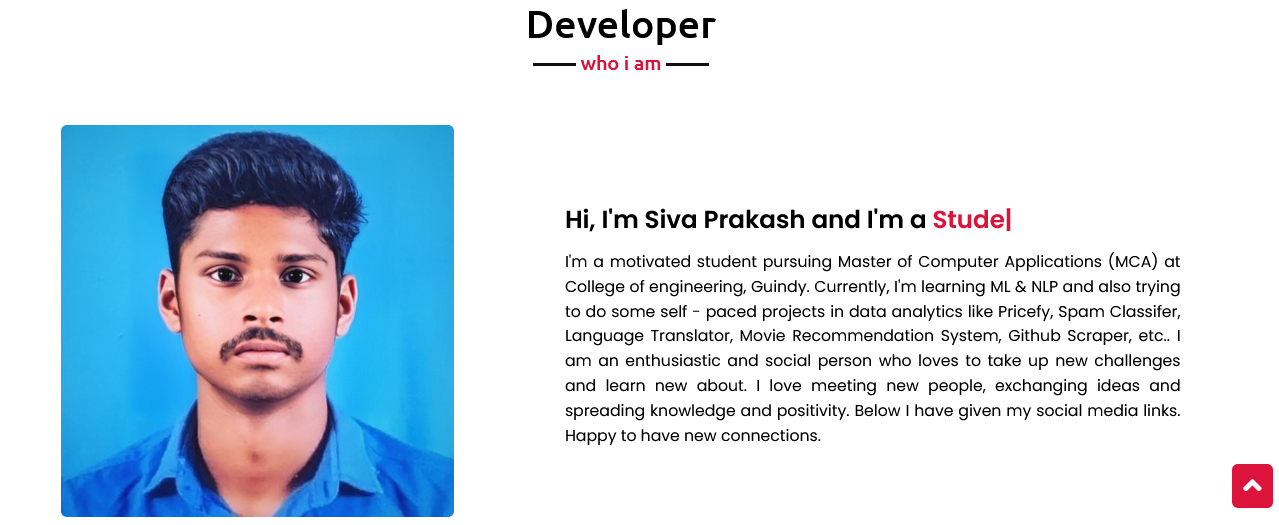 Developer
who i am
Hi, I'm Siva Prakash and I'm a Stude|
I'm a motivated student pursuing Master of Computer Applications (MCA) at
College of engineering, Guindy. Currently, I'm learning ML & NLP and also trying
to do some self - paced projects in data analytics like Pricefy, Spam Classifer,
Language Translator, Movie Recommendation System, Github Scraper, etc.. I
am an enthusiastic and social person who loves to take up new challenges
and learn new about. I love meeting new people, exchanging ideas and
spreading knowledge and positivity. Below I have given my social media links.
Happy to have new connections.